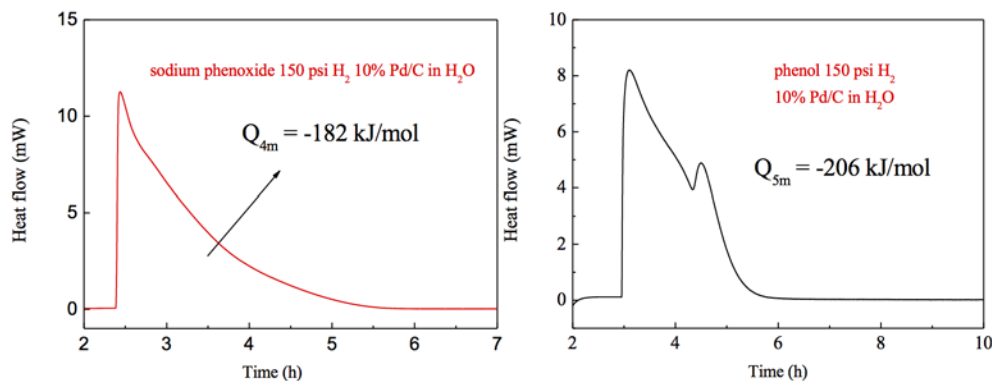 15
10
5
0
Heat flow (mW)
sodium phenoxide 150 psi H₂ 10% Pd/C in H₂O
Q₄ₘ = -182 kJ/mol
2 3 4 5 6 7
Time (h)
10
8
6
4
2
0
Heat flow (mW)
phenol 150 psi H₂
10% Pd/C in H₂O
Q₅ₘ = -206 kJ/mol
2 4 6 8 10
Time (h)